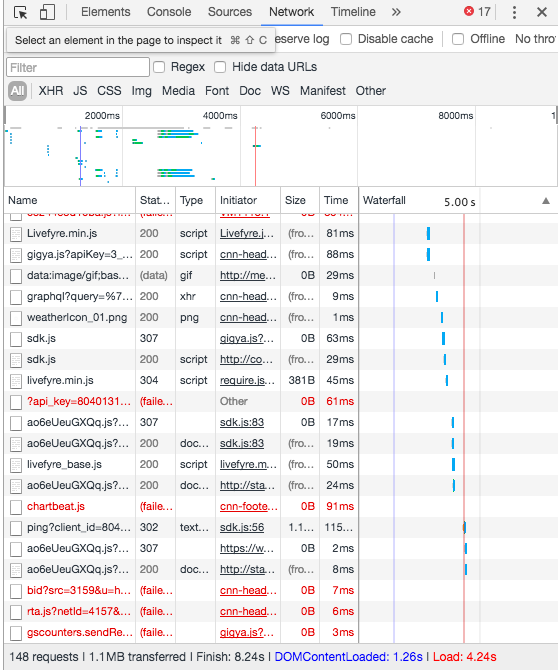 Elements Console Sources Network Timeline » 17
Select an element in the page to inspect it ⌘ ⇧ C eserve log Disable cache Offline No thro
Filter Regex Hide data URLs
All XHR JS CSS Img Media Font Doc WS Manifest Other
2000ms 4000ms 6000ms 8000ms 1
Name Stat... Type Initiator Size Time Waterfall 5.00 s
Livefyre.min.js 200 script Livefyre.j... (fro... 81ms
gigya.js?apiKey=3_... 200 script cnn-head... (fro... 88ms
data:image/gif;bas... (data) gif http://me... 0B 29ms
graphql?query=%7... 200 xhr cnn-head... (fro... 9ms
weatherIcon_01.png 200 png cnn-head... (fro... 1ms
sdk.js 307 gigya.js?... 0B 63ms
sdk.js 200 script http://co... (fro... 29ms
livefyre.min.js 304 script require.js... 381B 45ms
?api_key=8040131... (faile... Other 0B 61ms
ao6eUeuGXQq.js?... 307 sdk.js:83 0B 17ms
ao6eUeuGXQq.js?... 200 doc... sdk.js:83 (fro... 19ms
livefyre_base.js 200 script livefyre.m... (fro... 50ms
ao6eUeuGXQq.js?... 200 doc... http://sta... (fro... 24ms
chartbeat.js (faile... cnn-foote... 0B 91ms
ping?client_id=804... 302 text... sdk.js:56 1.1... 115...
ao6eUeuGXQq.js?... 307 https://w... 0B 2ms
ao6eUeuGXQq.js?... 200 doc... http://sta... (fro... 8ms
bid?src=3159&u=h... (faile... cnn-head... 0B 7ms
rta.js?netId=4157&... (faile... cnn-head... 0B 6ms
gscounters.sendRe... (faile... gigya.js?... 0B 3ms
148 requests | 1.1MB transferred | Finish: 8.24s | DOMContentLoaded: 1.26s | Load: 4.24s